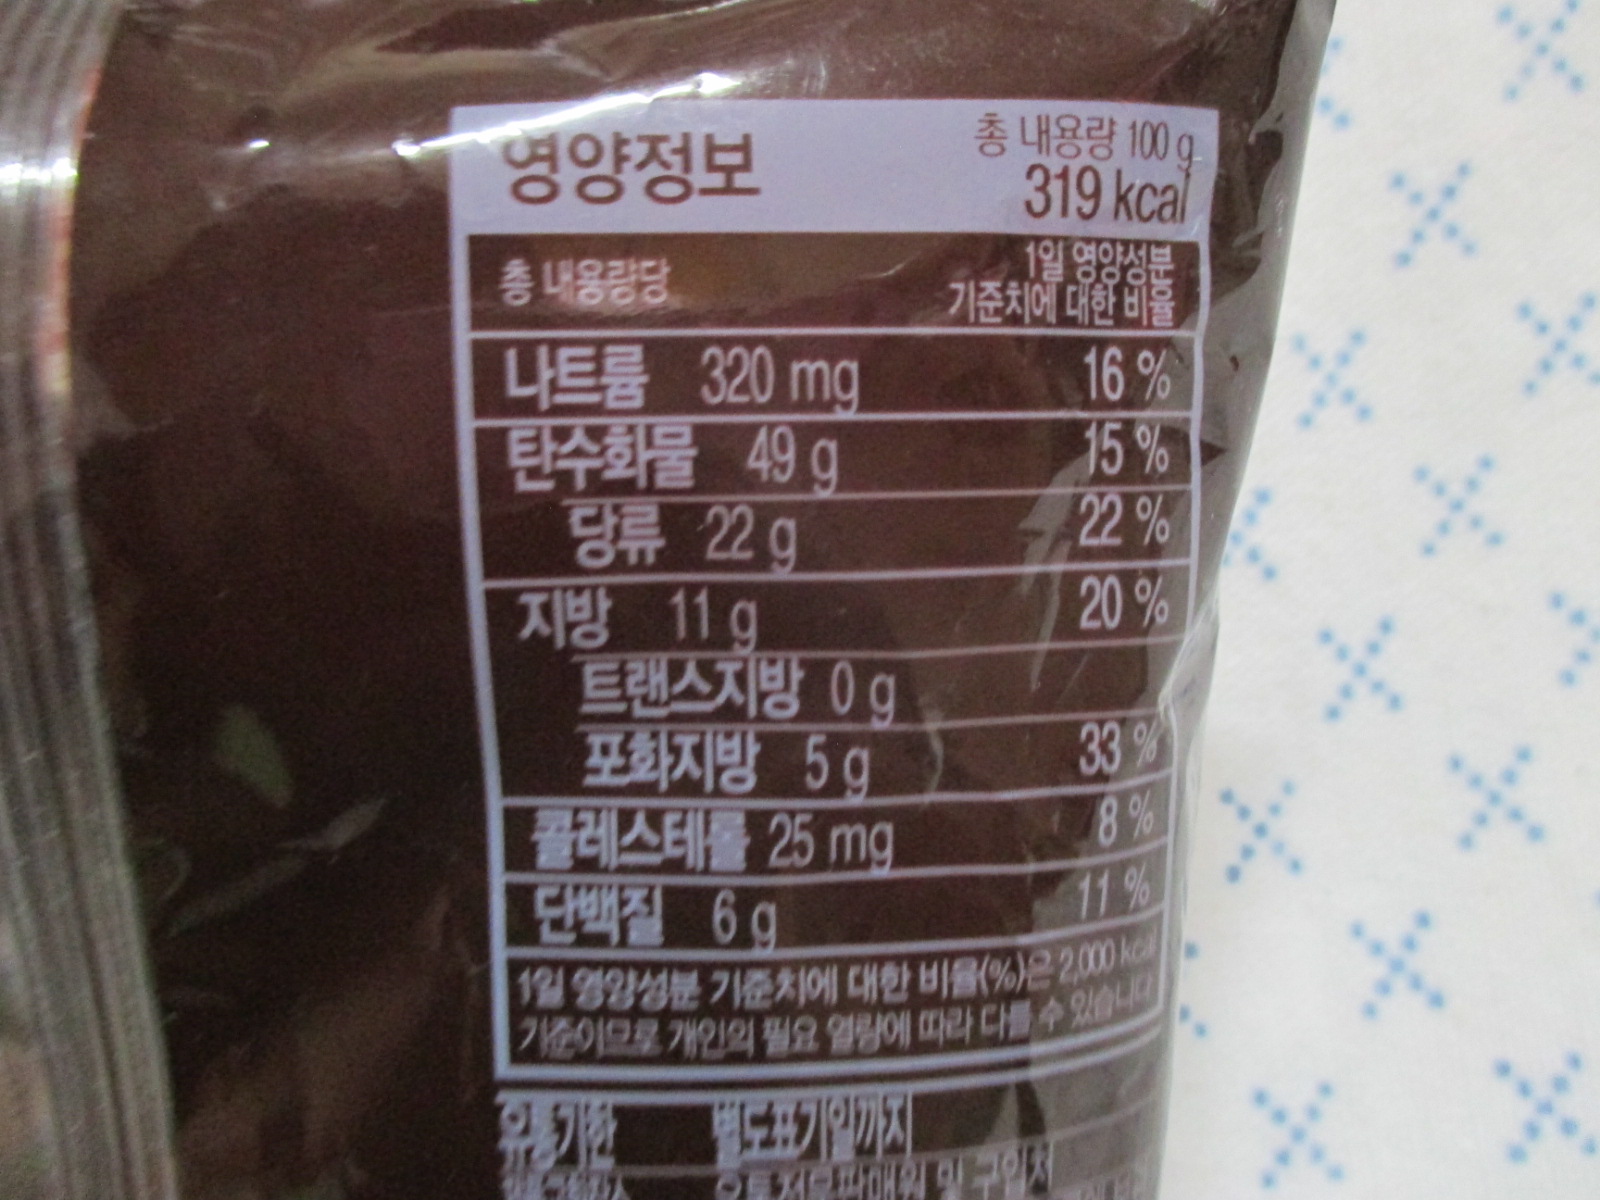 영양정보
총 내용량 100 g
319 kcal
총 내용량당
1일 영양성분
기준치에 대한 비율
나트륨 320 mg 16 %
탄수화물 49 g 15 %
당류 22 g 22 %
지방 11 g 20 %
트랜스지방 0 g
포화지방 5 g 33 %
콜레스테롤 25 mg 8 %
단백질 6 g 11 %
1일 영양성분 기준치에 대한 비율(%)은 2,000 kcal
기준이므로 개인의 필요 열량에 따라 다를 수 있습니다
유통기한 별도표기일까지
및 구입처